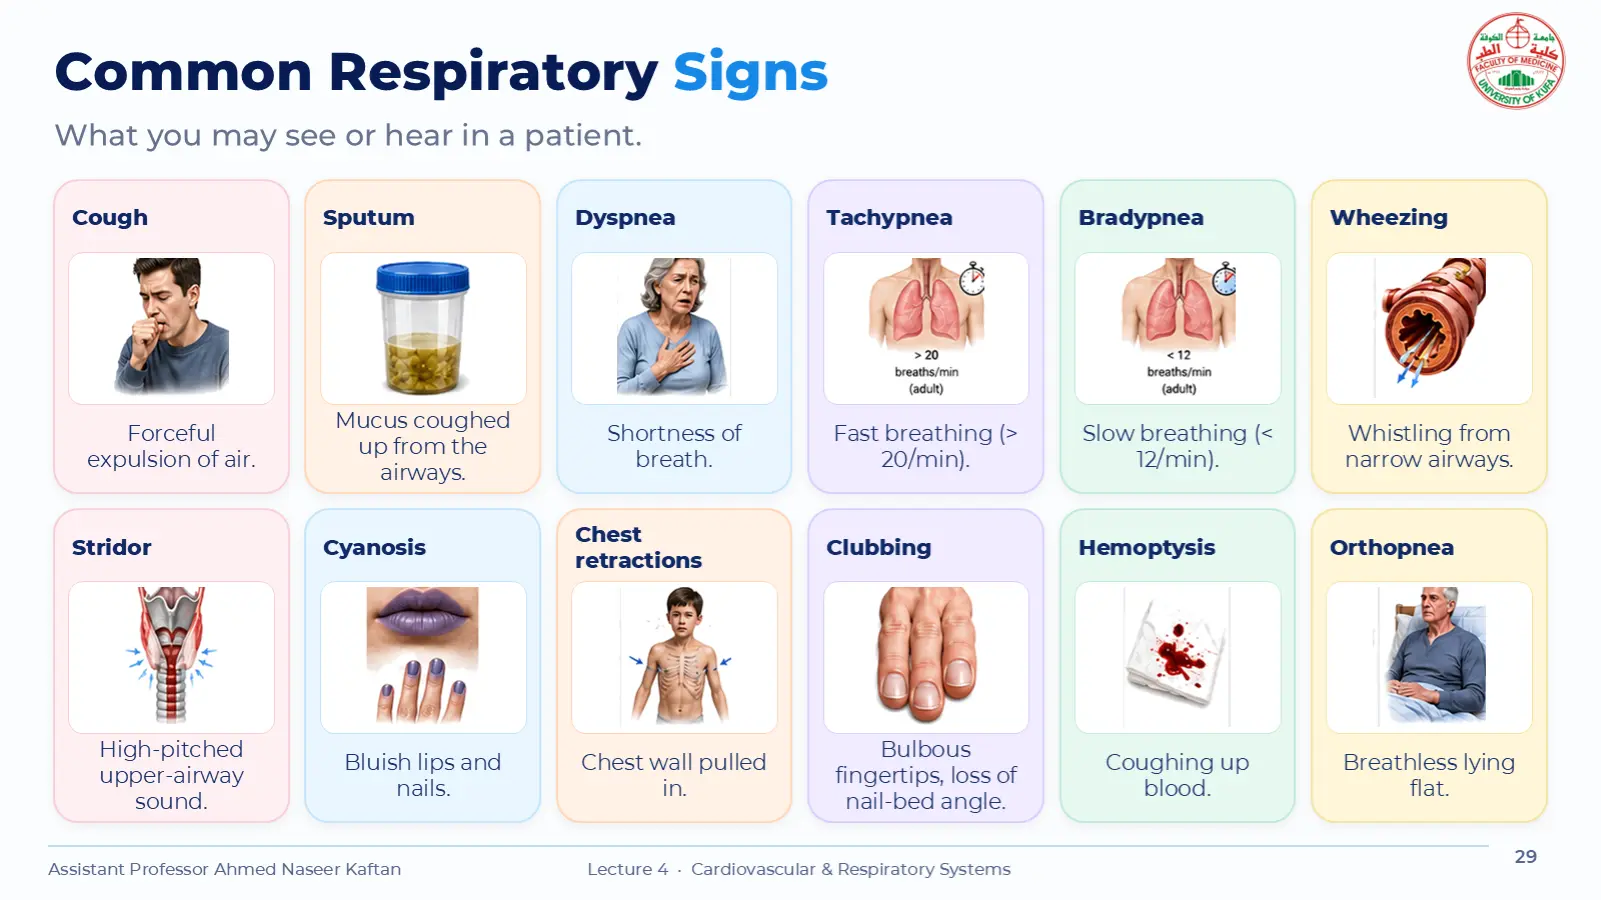 Common Respiratory Signs
What you may see or hear in a patient.
جامعة الكوفة
كلية الطب
FACULTY OF MEDICINE
UNIVERSITY OF KUFA
Cough
Forceful
expulsion of air.
Sputum
Mucus coughed
up from the
airways.
Dyspnea
Shortness of
breath.
Tachypnea
> 20
breaths/min
(adult)
Fast breathing (>
20/min).
Bradypnea
< 12
breaths/min
(adult)
Slow breathing (<
12/min).
Wheezing
Whistling from
narrow airways.
Stridor
High-pitched
upper-airway
sound.
Cyanosis
Bluish lips and
nails.
Chest
retractions
Chest wall pulled
in.
Clubbing
Bulbous
fingertips, loss of
nail-bed angle.
Hemoptysis
Coughing up
blood.
Orthopnea
Breathless lying
flat.
Assistant Professor Ahmed Naseer Kaftan
Lecture 4 · Cardiovascular & Respiratory Systems
29